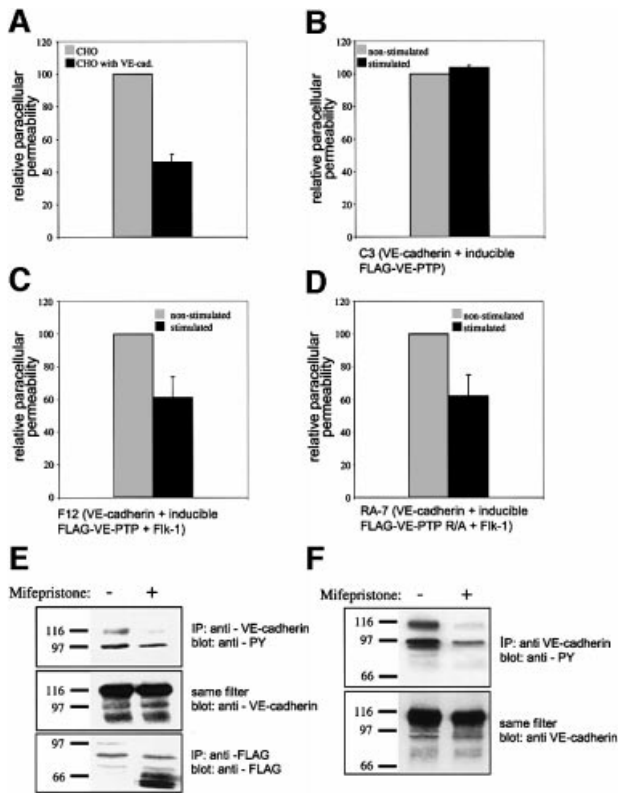 A
relative paracellular
permeability
120
100
80
60
40
20
0
CHO
CHO with VE-cad.
B
relative paracellular
permeability
120
100
80
60
40
20
0
non-stimulated
stimulated
C3 (VE-cadherin + inducible
FLAG-VE-PTP)
C
relative paracellular
permeability
120
100
80
60
40
20
0
non-stimulated
stimulated
F12 (VE-cadherin + inducible
FLAG-VE-PTP + Flk-1)
D
relative paracellular
permeability
120
100
80
60
40
20
0
non-stimulated
stimulated
RA-7 (VE-cadherin + inducible
FLAG-VE-PTP R/A + Flk-1)
E
Mifepristone: - +
116
97
IP: anti - VE-cadherin
blot: anti - PY
116
97
same filter
blot: anti - VE-cadherin
97
66
IP: anti -FLAG
blot: anti - FLAG
F
Mifepristone: - +
116
97
66
IP: anti VE-cadherin
blot: anti - PY
116
97
66
same filter
blot: anti VE-cadherin